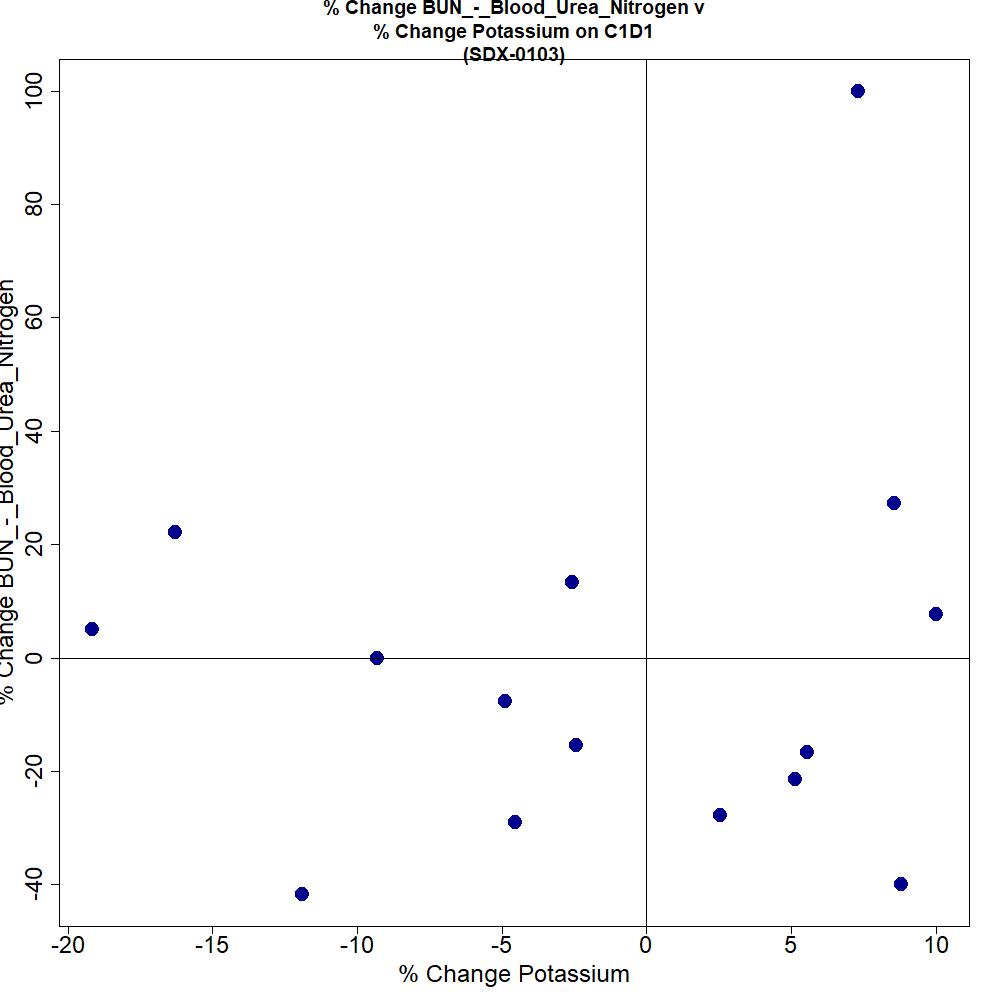 % Change BUN_-_Blood_Urea_Nitrogen v
% Change Potassium on C1D1
(SDX-0103)
% Change BUN_-_Blood_Urea_Nitrogen
100
80
60
40
20
0
-20
-40
-20 -15 -10 -5 0 5 10
% Change Potassium